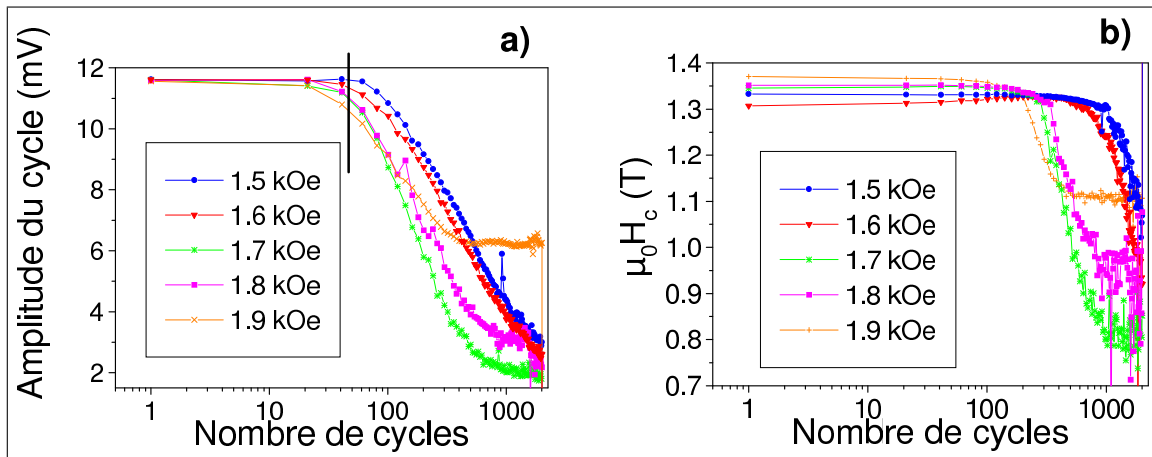 a)
Amplitude du cycle (mV)
12
10
8
6
4
2
1.5 kOe
1.6 kOe
1.7 kOe
1.8 kOe
1.9 kOe
1
10
100
1000
Nombre de cycles
b)
μ₀H_c (T)
1.4
1.3
1.2
1.1
1.0
0.9
0.8
0.7
1.5 kOe
1.6 kOe
1.7 kOe
1.8 kOe
1.9 kOe
1
10
100
1000
Nombre de cycles